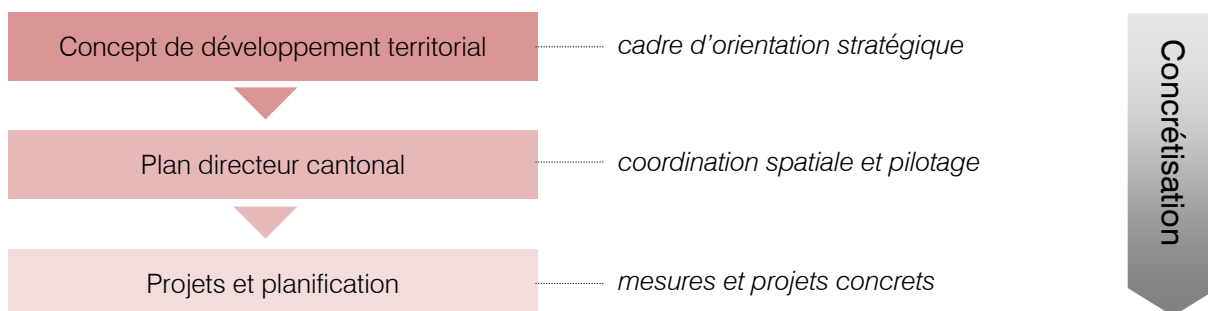 Concept de développement territorial
cadre d’orientation stratégique
Plan directeur cantonal
coordination spatiale et pilotage
Projets et planification
mesures et projets concrets
Concrétisation